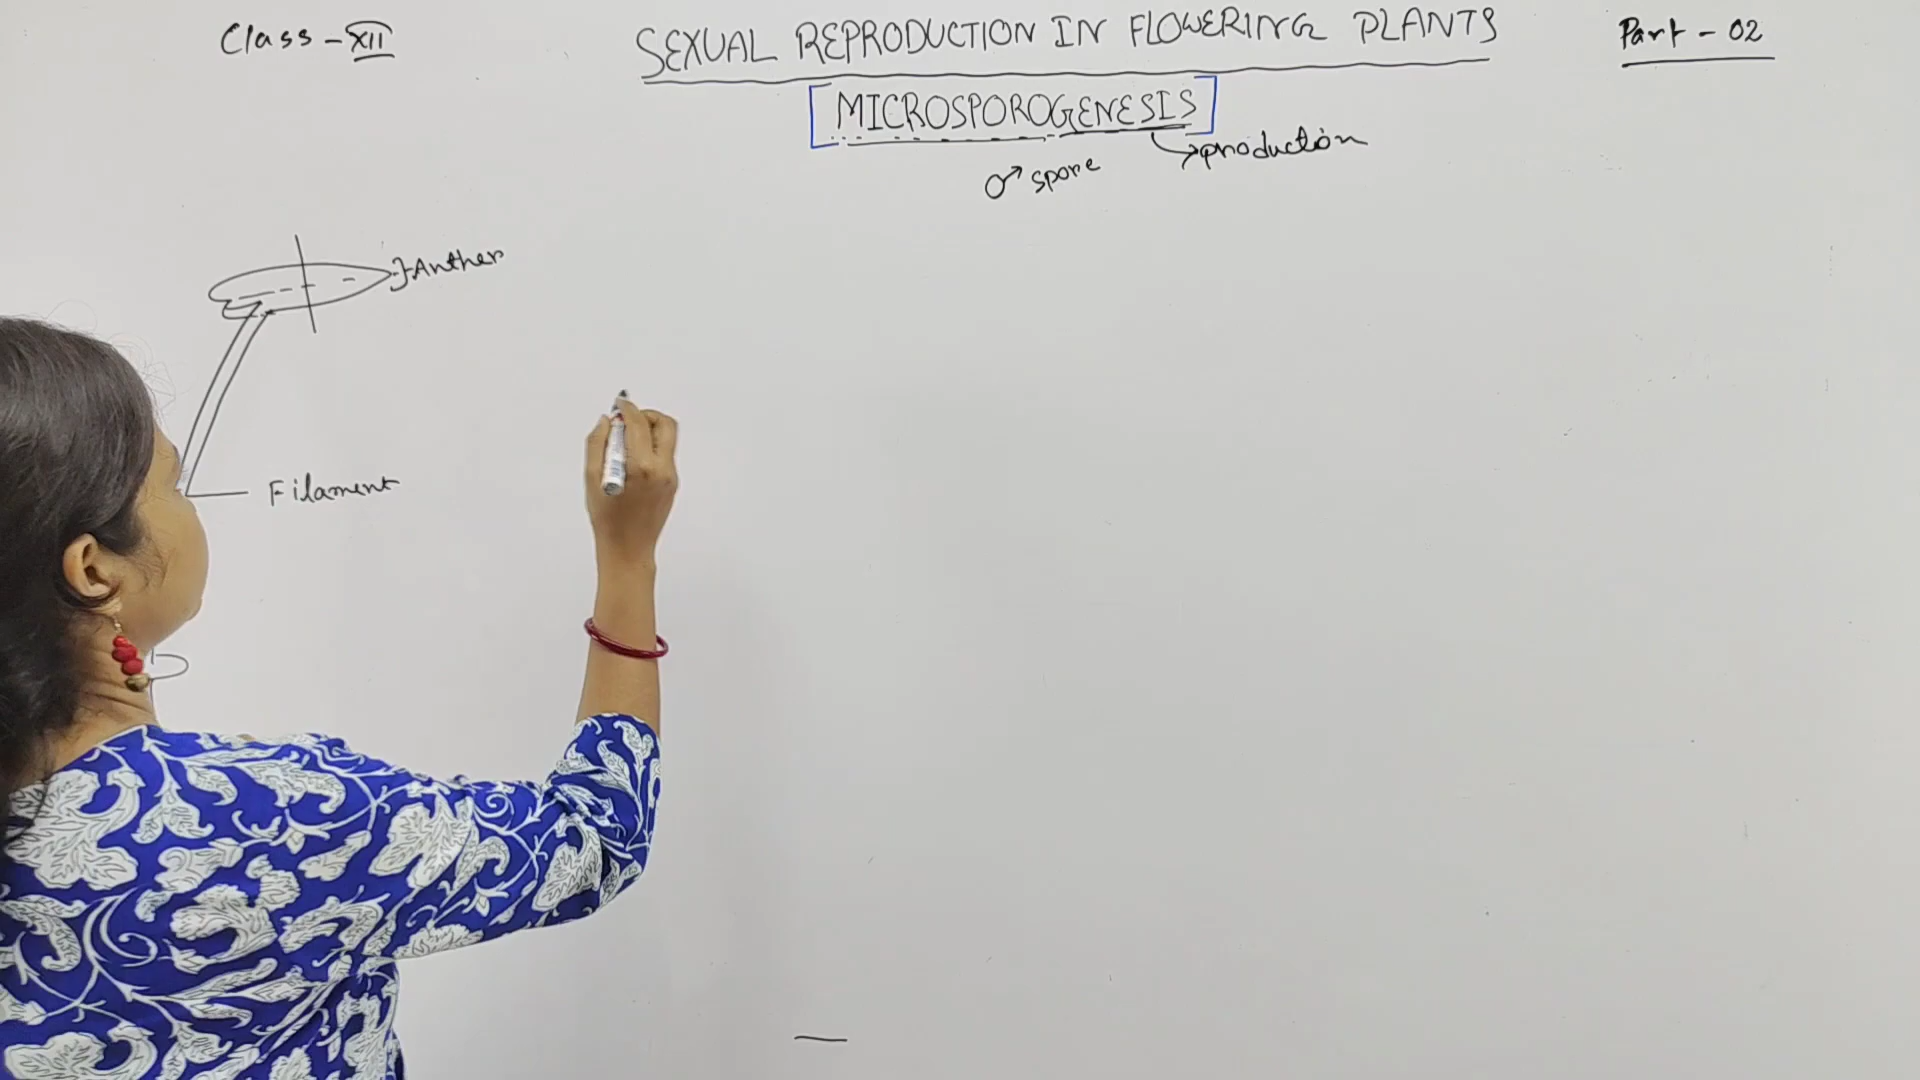 Class - XII
SEXUAL REPRODUCTION IN FLOWERING PLANTS
Part - 02
[MICROSPOROGENESIS]
production
♂ spore
Anther
Filament